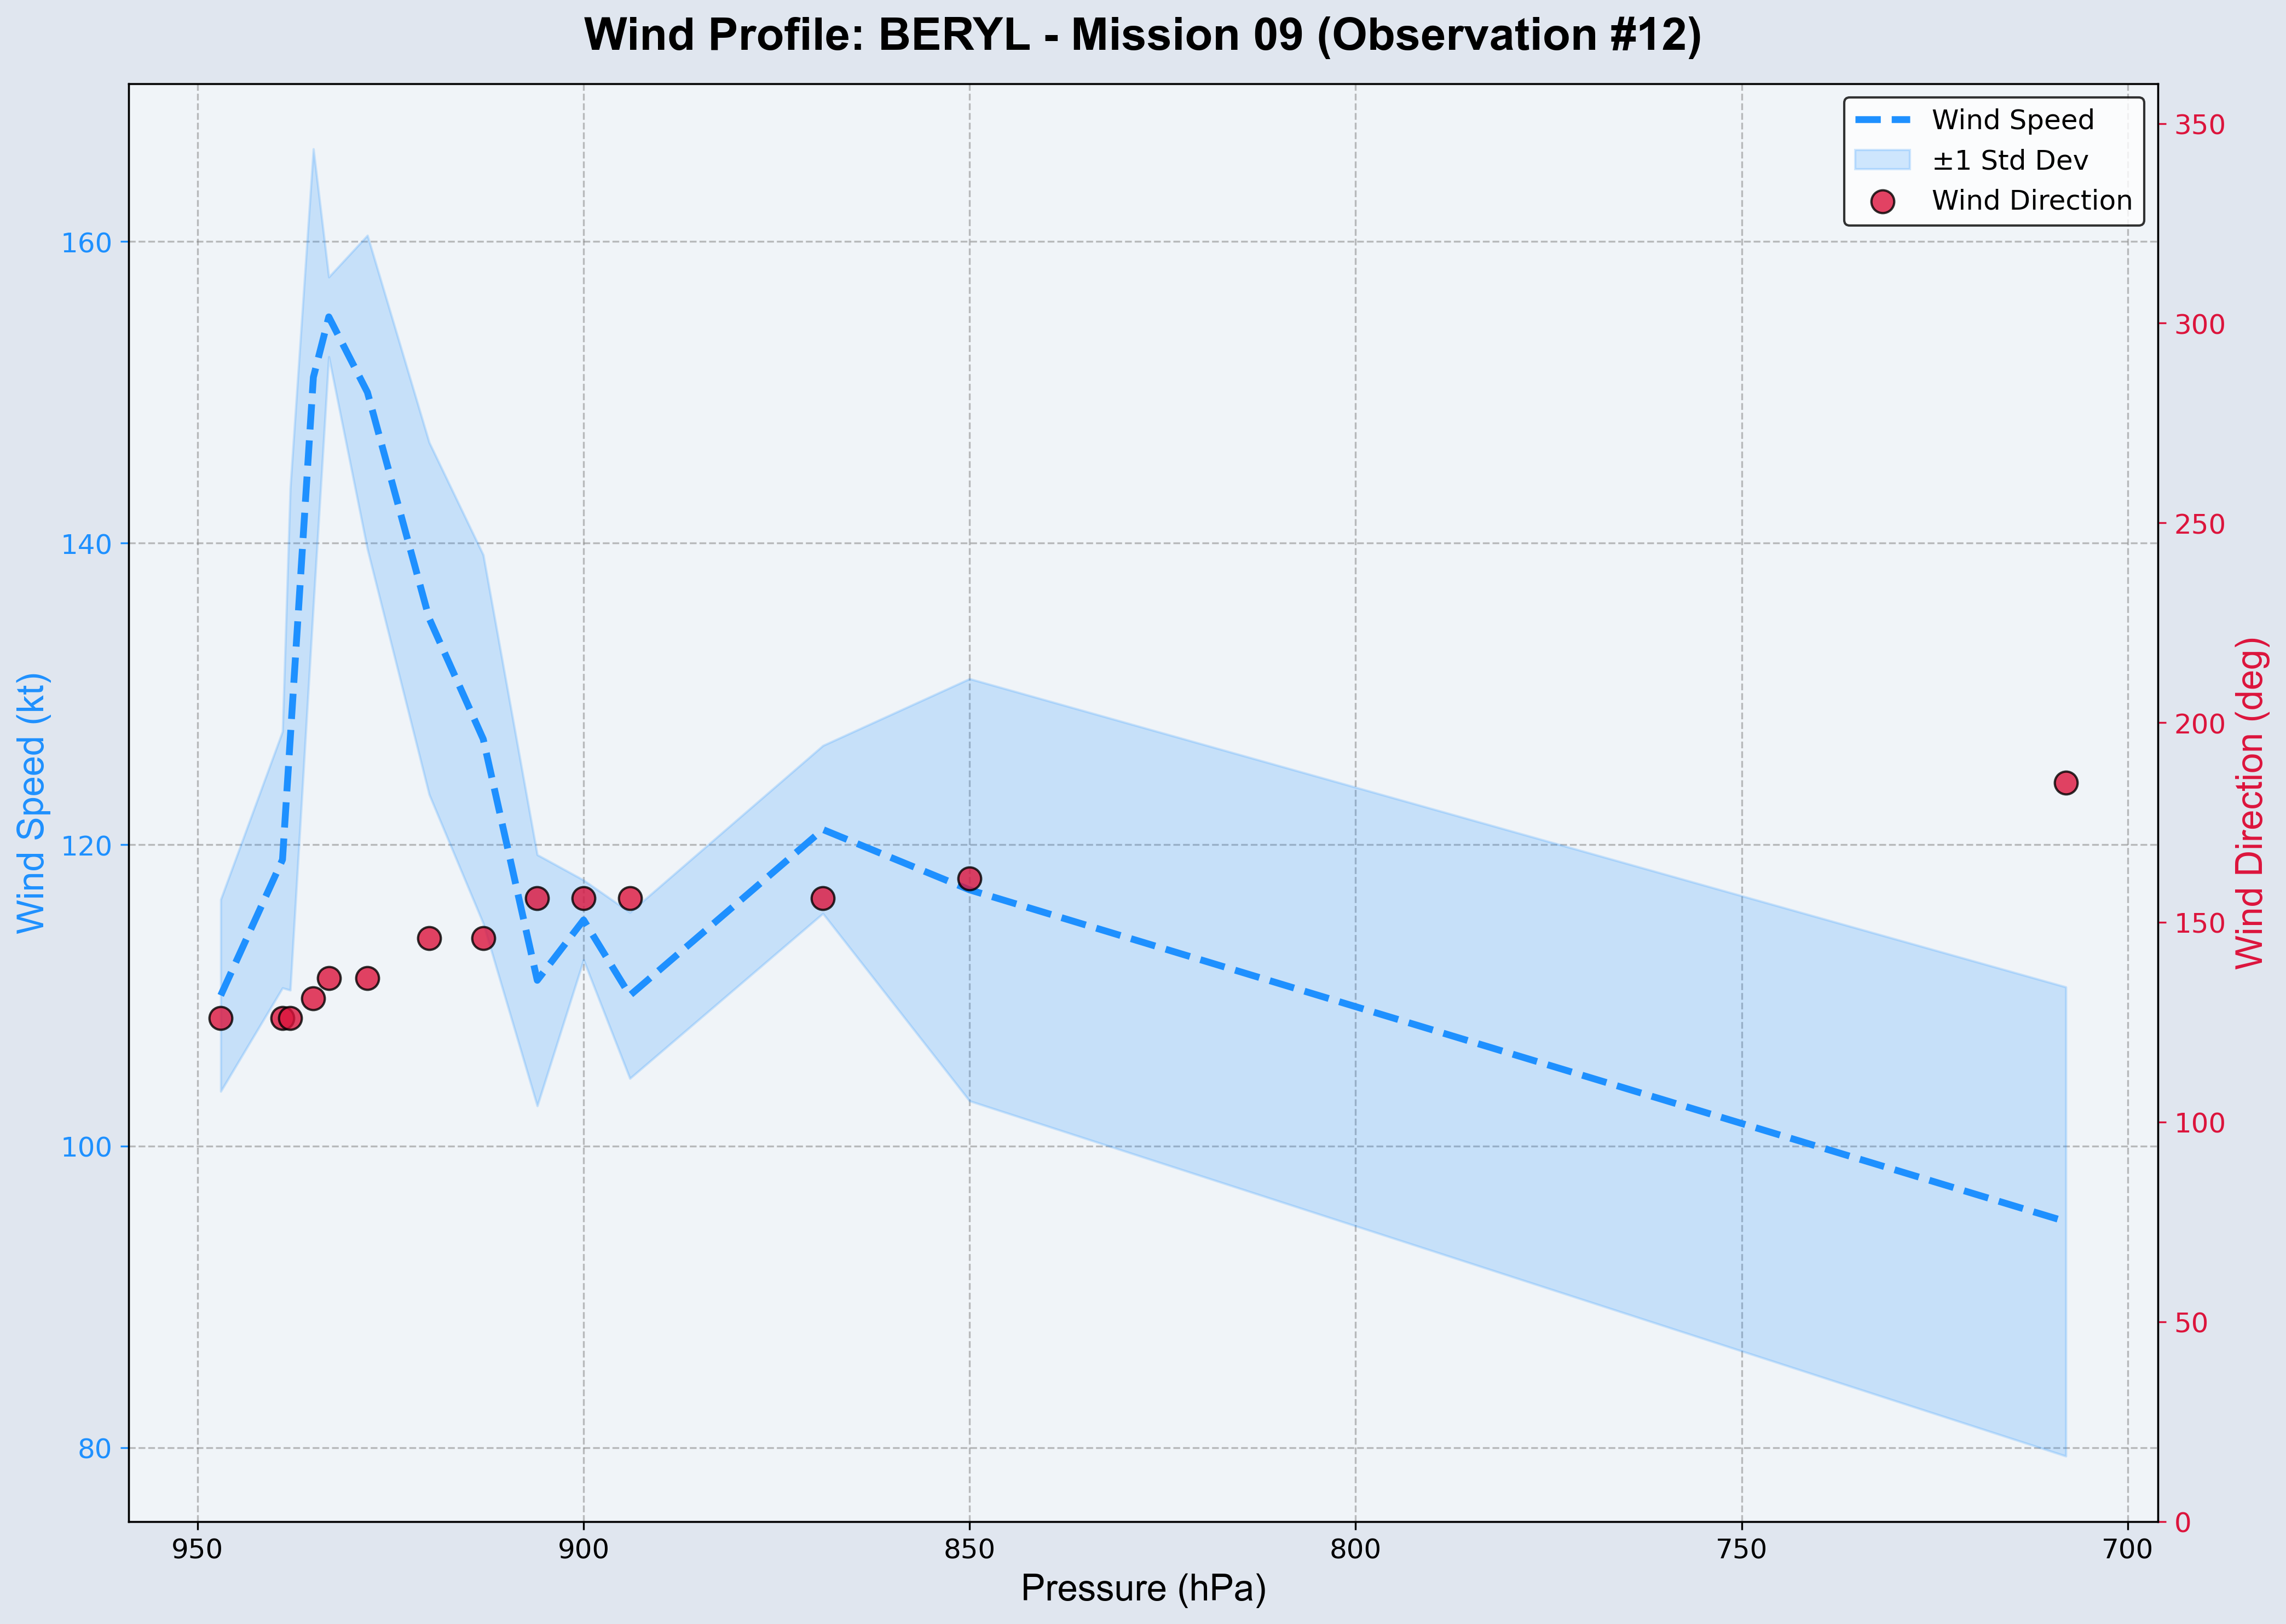 Wind Profile: BERYL - Mission 09 (Observation #12)
Wind Speed
±1 Std Dev
Wind Direction
Wind Speed (kt)
160
140
120
100
80
350
300
250
200
150
100
50
0
Wind Direction (deg)
950 900 850 800 750 700
Pressure (hPa)